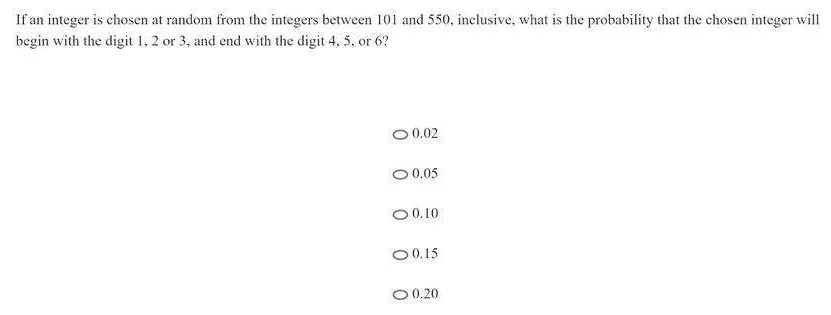 If an integer is chosen at random from the integers between 101 and 550, inclusive, what is the probability that the chosen integer will
begin with the digit 1, 2 or 3, and end with the digit 4, 5, or 6?
0.02
0.05
0.10
0.15
0.20